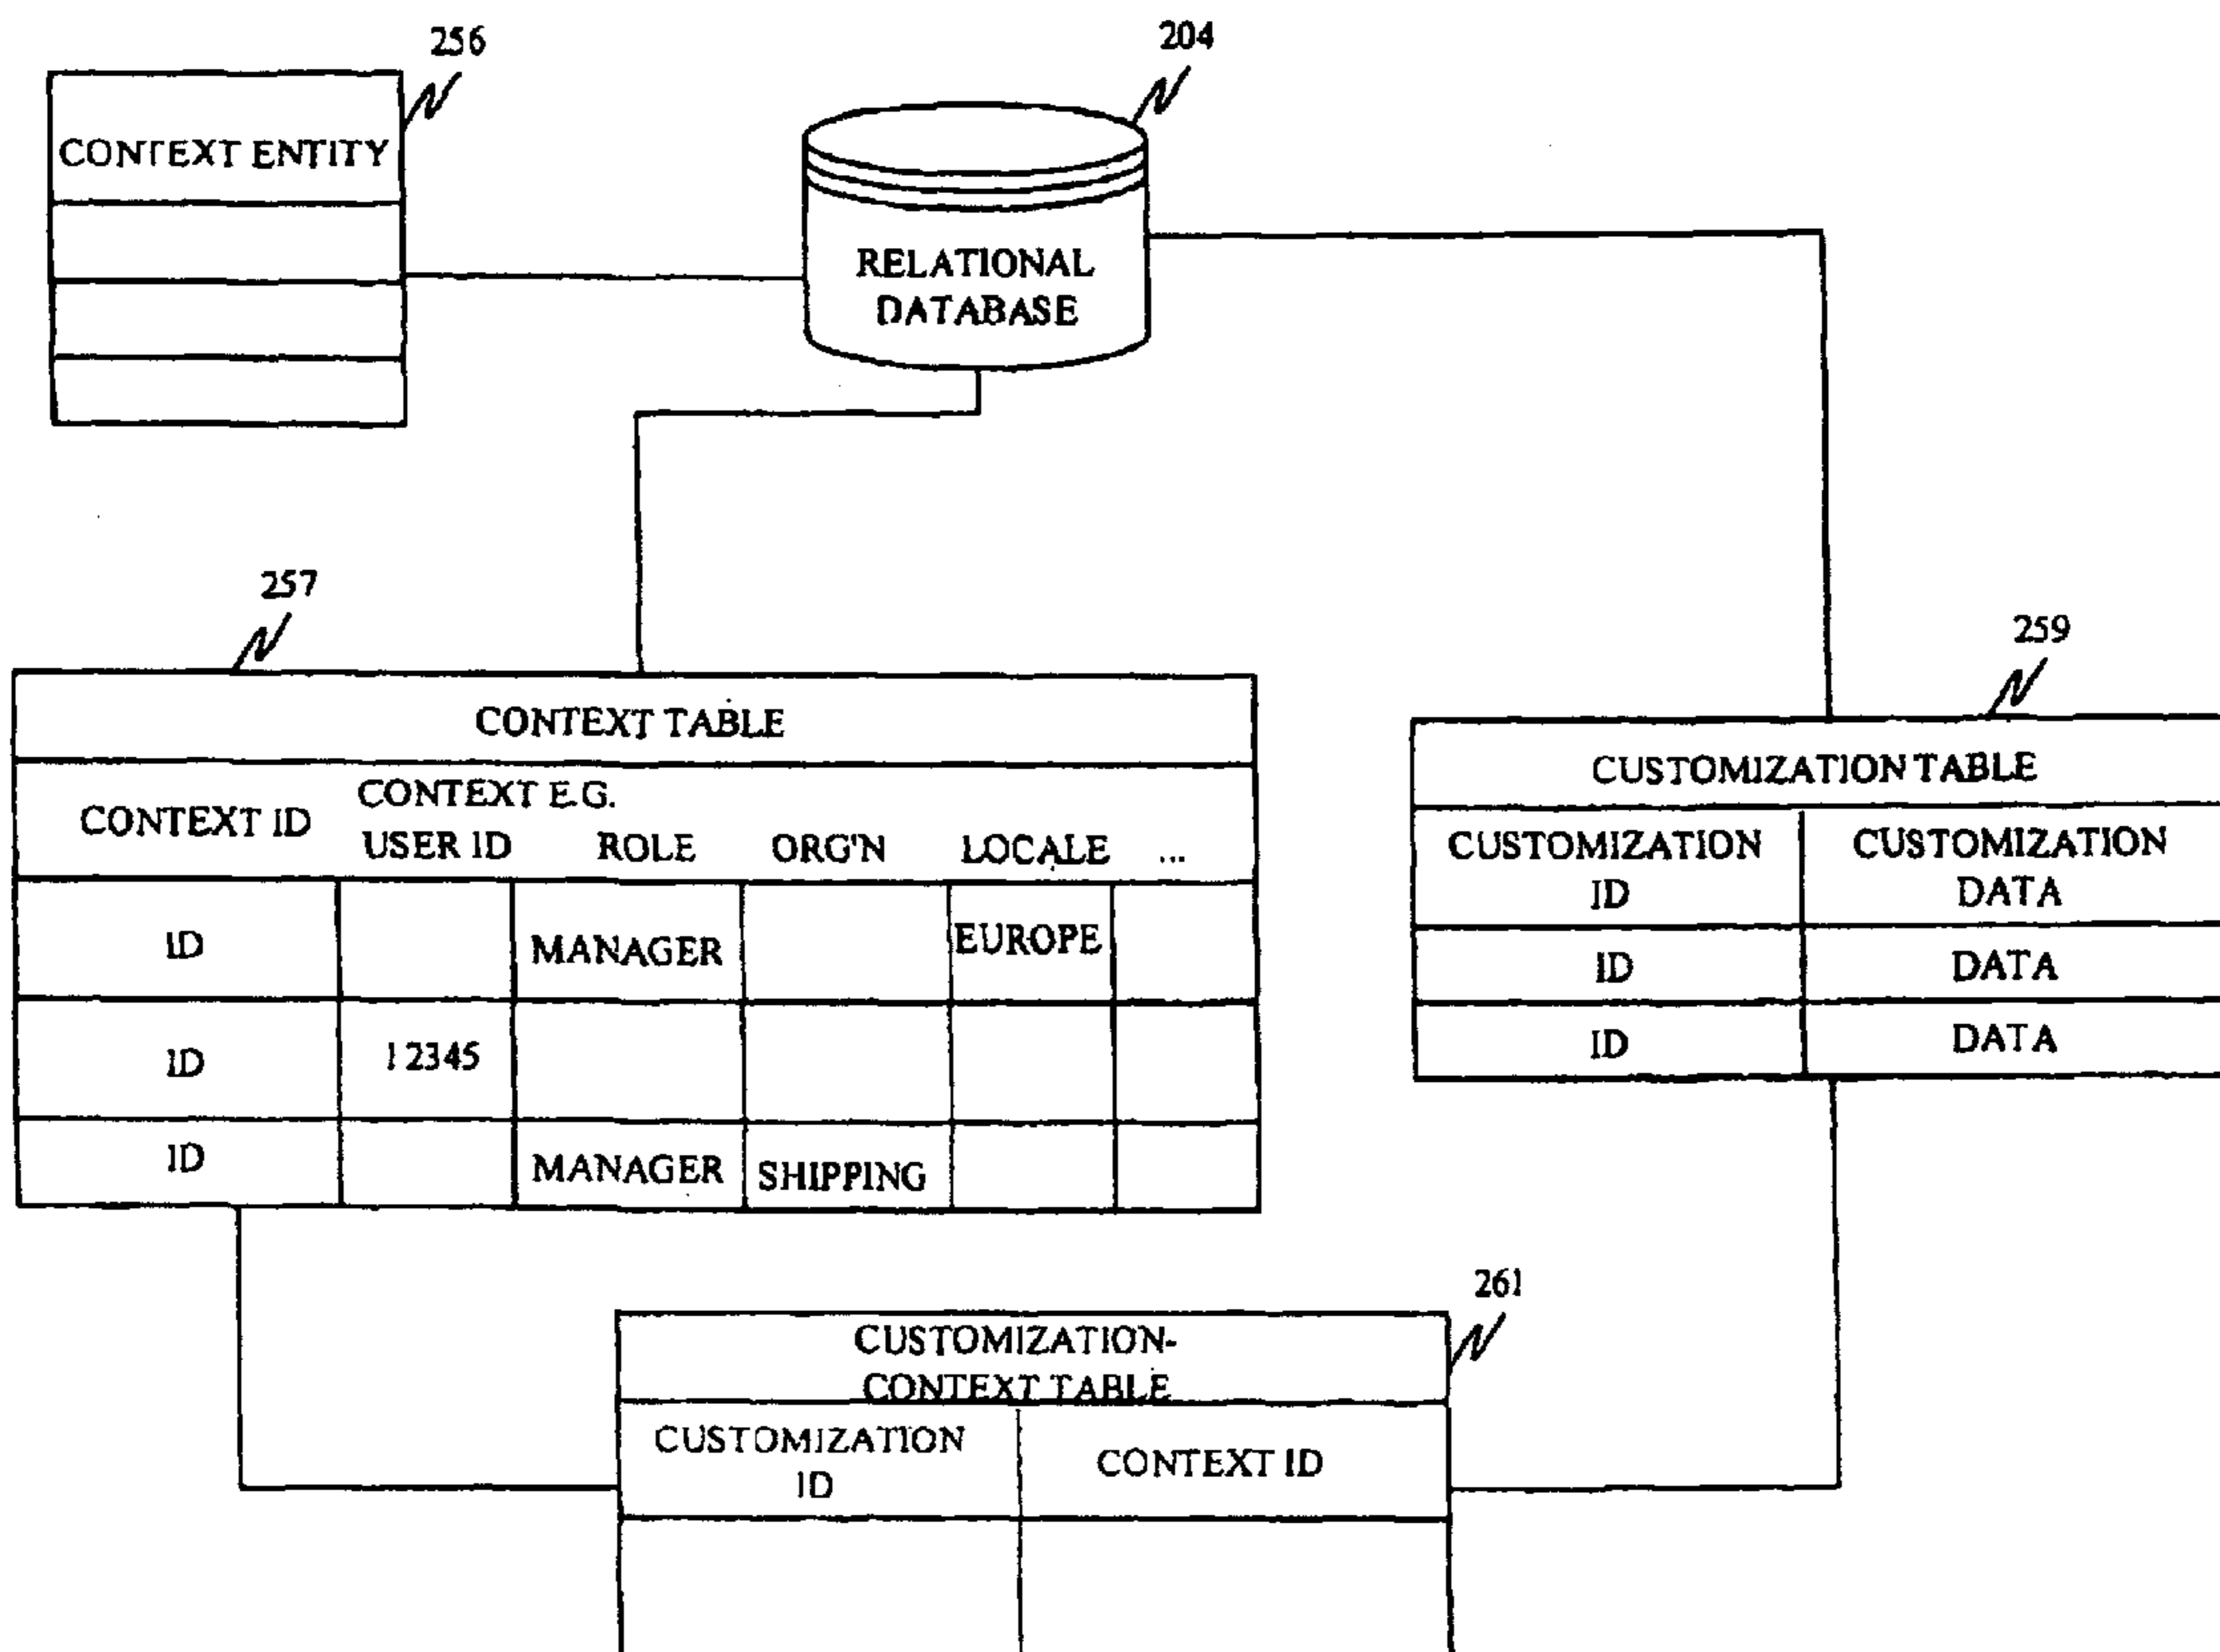 256
204
CONTEXT ENTITY
RELATIONAL
DATABASE
257
259
CONTEXT TABLE
CONTEXT ID
CONTEXT E.G.
USER ID ROLE ORG'N LOCALE ...
ID MANAGER EUROPE
ID 12345
ID MANAGER SHIPPING
CUSTOMIZATION TABLE
CUSTOMIZATION
ID
CUSTOMIZATION
DATA
ID DATA
ID DATA
261
CUSTOMIZATION-
CONTEXT TABLE
CUSTOMIZATION
ID
CONTEXT ID